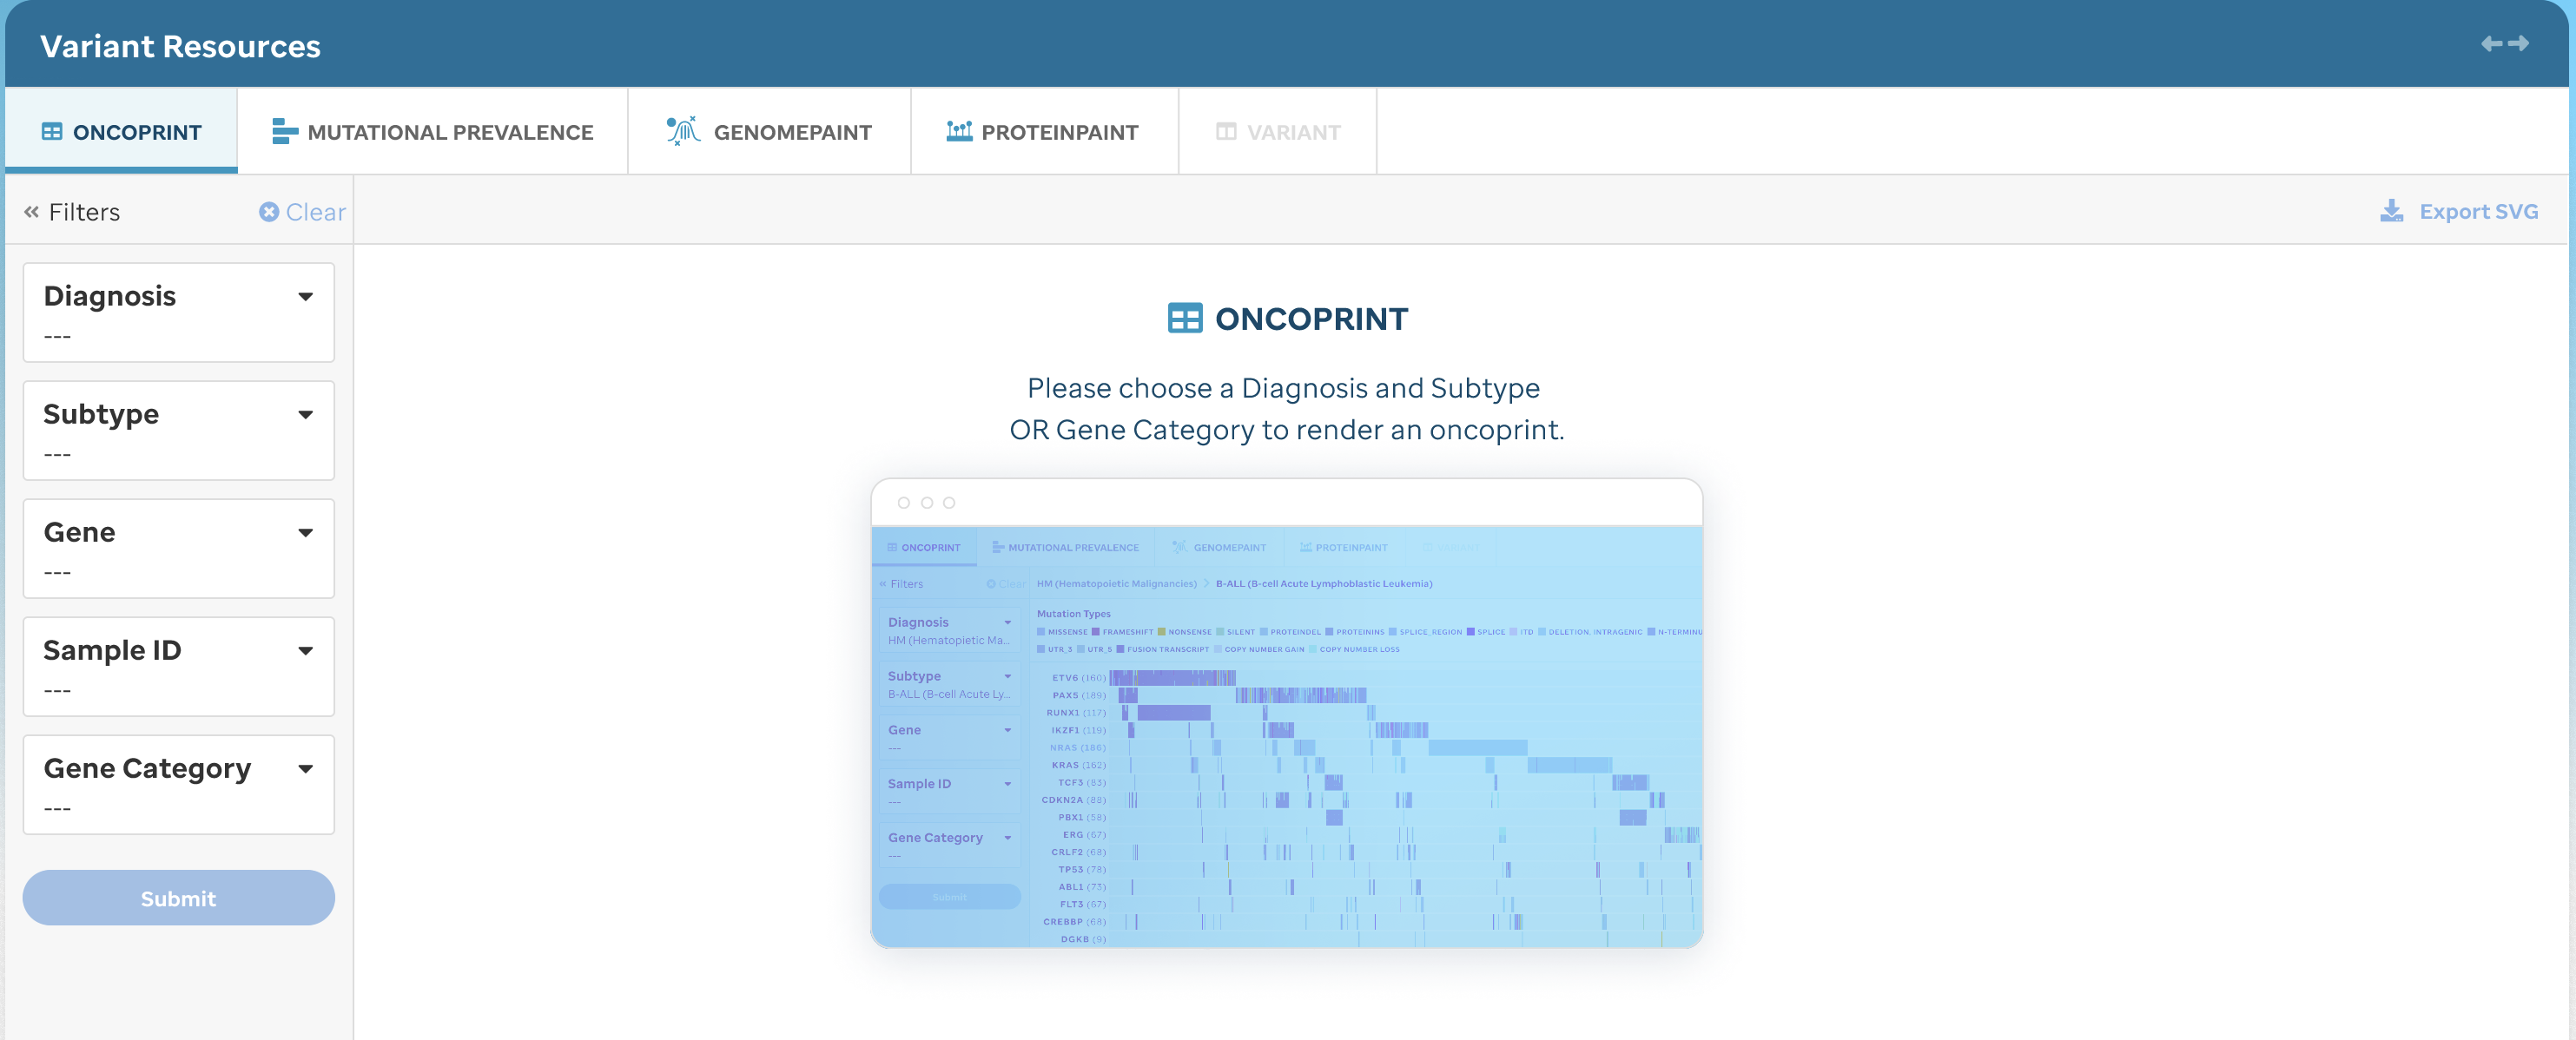 Variant Resources
ONCOPRINT
MUTATIONAL PREVALENCE
GENOMEPAINT
PROTEINPAINT
VARIANT
Filters
Clear
Export SVG
Diagnosis
---
Subtype
---
Gene
---
Sample ID
---
Gene Category
---
Submit
ONCOPRINT
Please choose a Diagnosis and Subtype
OR Gene Category to render an oncoprint.
ONCOPRINT
MUTATIONAL PREVALENCE
GENOMEPAINT
PROTEINPAINT
VARIANT
Filters
Clear
HM (Hematopoletic Malignancies) > B-ALL (B-cell Acute Lymphoblastic Leukemia)
Diagnosis
HM (Hematopletic Ma...
Subtype
B-ALL (B-cell Acute Ly...
Gene
---
Sample ID
---
Gene Category
---
Submit
Mutation Types
MISSENSE FRAMESHIFT NONSENSE SILENT PROTEINDEL PROTEININS SPLICE_REGION SPLICE ITD DELETION, INTRAGENIC N-TERMINU
UTR_3 UTR_5 FUSION TRANSCRIPT COPY NUMBER GAIN COPY NUMBER LOSS
ETV6 (160)
PAX5 (189)
RUNX1 (117)
IKZF1 (119)
NRAS (186)
KRAS (162)
TCF3 (83)
CDKN2A (88)
PBX1 (58)
ERG (67)
CRLF2 (68)
TP53 (78)
ABL1 (73)
FLT3 (67)
CREBBP (68)
DGKB (9)